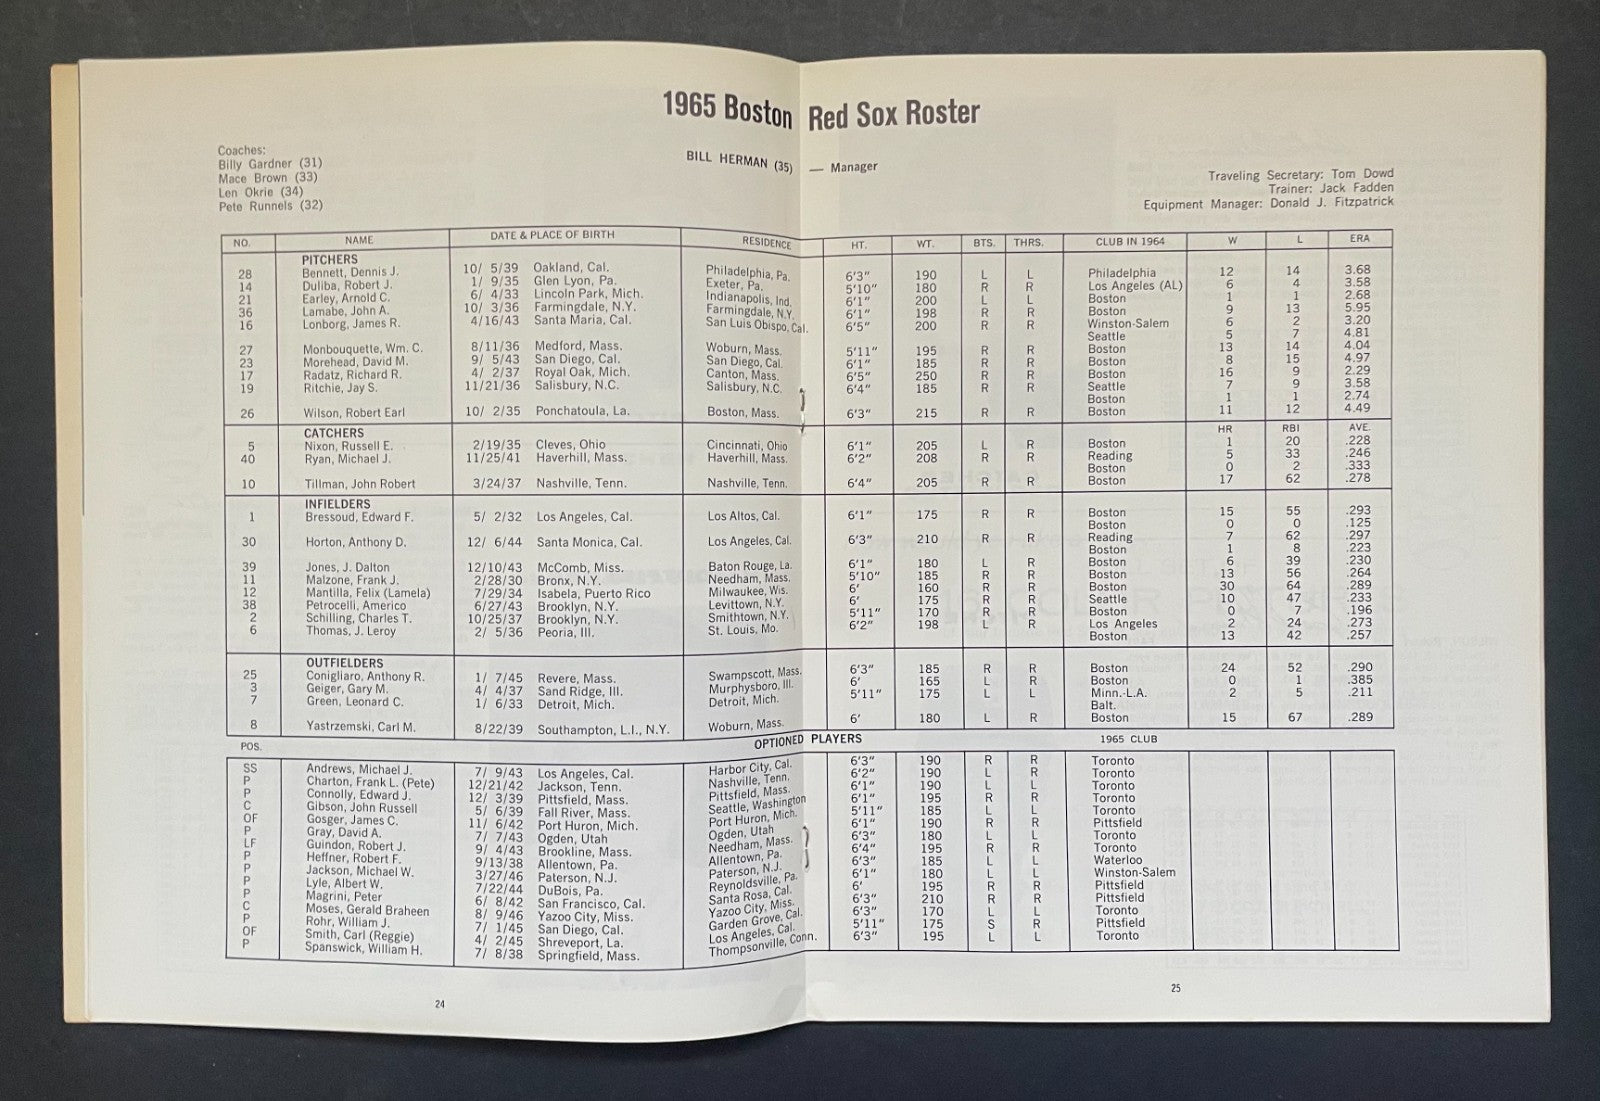 1965 Boston Red Sox Roster
BILL HERMAN (35) — Manager
Coaches:
Billy Gardner (31)
Mace Brown (33)
Len Okrie (34)
Pete Runnels (32)
Traveling Secretary: Tom Dowd
Trainer: Jack Fadden
Equipment Manager: Donald J. Fitzpatrick
NO. NAME DATE & PLACE OF BIRTH RESIDENCE HT. WT. BTS. THRS. CLUB IN 1964 W L ERA
PITCHERS
28 Bennett, Dennis J. 10/ 5/39 Oakland, Cal. Philadelphia, Pa. 6'3" 190 L L Philadelphia 12 14 3.68
14 Duliba, Robert J. 1/ 9/35 Glen Lyon, Pa. Exeter, Pa. 5'10" 180 R R Los Angeles (AL) 6 4 3.58
21 Earley, Arnold C. 6/ 4/33 Lincoln Park, Mich. Indianapolis, Ind. 6'1" 200 L L Boston 1 1 2.68
36 Lamabe, John A. 10/ 3/36 Farmingdale, N.Y. Farmingdale, N.Y. 6'1" 198 R R Boston 9 13 5.95
16 Lonborg, James R. 4/16/43 Santa Maria, Cal. San Luis Obispo, Cal. 6'5" 200 R R Winston-Salem 6 2 3.20
Seattle 5 7 4.81
27 Monbouquette, Wm. C. 8/11/36 Medford, Mass. Woburn, Mass. 5'11" 195 R R Boston 13 14 4.04
23 Morehead, David M. 9/ 5/43 San Diego, Cal. San Diego, Cal. 6'1" 185 R R Boston 8 15 4.97
17 Radatz, Richard R. 4/ 2/37 Royal Oak, Mich. Canton, Mass. 6'5" 250 R R Boston 16 9 2.29
19 Ritchie, Jay S. 11/21/36 Salisbury, N.C. Salisbury, N.C. 6'4" 185 R R Seattle 7 9 3.58
Boston 1 1 2.74
26 Wilson, Robert Earl 10/ 2/35 Ponchatoula, La. Boston, Mass. 6'3" 215 R R Boston 11 12 4.49
CATCHERS HR RBI AVE.
5 Nixon, Russell E. 2/19/35 Cleves, Ohio Cincinnati, Ohio 6'1" 205 L R Boston 1 20 .228
40 Ryan, Michael J. 11/25/41 Haverhill, Mass. Haverhill, Mass. 6'2" 208 R R Reading 5 33 .246
Boston 0 2 .333
10 Tillman, John Robert 3/24/37 Nashville, Tenn. Nashville, Tenn. 6'4" 205 R R Boston 17 62 .278
INFIELDERS
1 Bressoud, Edward F. 5/ 2/32 Los Angeles, Cal. Los Altos, Cal. 6'1" 175 R R Boston 15 55 .293
Boston 0 0 .125
30 Horton, Anthony D. 12/ 6/44 Santa Monica, Cal. Los Angeles, Cal. 6'3" 210 R R Reading 7 62 .297
Boston 1 8 .223
39 Jones, J. Dalton 12/10/43 McComb, Miss. Baton Rouge, La. 6'1" 180 L R Boston 6 39 .230
11 Malzone, Frank J. 2/28/30 Bronx, N.Y. Needham, Mass. 5'10" 185 R R Boston 13 56 .264
12 Mantilla, Felix (Lamela) 7/29/34 Isabela, Puerto Rico Milwaukee, Wis. 6' 160 R R Boston 30 64 .289
38 Petrocelli, Americo 6/27/43 Brooklyn, N.Y. Levittown, N.Y. 6' 175 R R Seattle 10 47 .233
2 Schilling, Charles T. 10/25/37 Brooklyn, N.Y. Smithtown, N.Y. 5'11" 170 R R Boston 0 7 .196
6 Thomas, J. Leroy 2/ 5/36 Peoria, Ill. St. Louis, Mo. 6'2" 198 L R Los Angeles 2 24 .273
Boston 13 42 .257
OUTFIELDERS
25 Conigliaro, Anthony R. 1/ 7/45 Revere, Mass. Swampscott, Mass. 6'3" 185 R R Boston 24 52 .290
3 Geiger, Gary M. 4/ 4/37 Sand Ridge, Ill. Murphysboro, Ill. 6' 165 L R Boston 0 1 .385
7 Green, Leonard C. 1/ 6/33 Detroit, Mich. Detroit, Mich. 5'11" 175 L L Minn.-L.A. 2 5 .211
Balt.
8 Yastrzemski, Carl M. 8/22/39 Southampton, L.I., N.Y. Woburn, Mass. 6' 180 L R Boston 15 67 .289
POS. OPTIONED PLAYERS 1965 CLUB
SS Andrews, Michael J. 7/ 9/43 Los Angeles, Cal. Harbor City, Cal. 6'3" 190 R R Toronto
P Charton, Frank L. (Pete) 12/21/42 Jackson, Tenn. Nashville, Tenn. 6'2" 190 L R Toronto
P Connolly, Edward J. 12/ 3/39 Pittsfield, Mass. Pittsfield, Mass. 6'1" 190 L L Toronto
C Gibson, John Russell 5/ 6/39 Fall River, Mass. Seattle, Washington 6'1" 195 R R Toronto
OF Gosger, James C. 11/ 6/42 Port Huron, Mich. Port Huron, Mich. 5'11" 185 L L Toronto
P Gray, David A. 7/ 7/43 Ogden, Utah Ogden, Utah 6'1" 190 R R Pittsfield
LF Guindon, Robert J. 9/ 4/43 Brookline, Mass. Needham, Mass. 6'3" 180 L L Toronto
P Heffner, Robert F. 9/13/38 Allentown, Pa. Allentown, Pa. 6'4" 195 R R Toronto
P Jackson, Michael W. 3/27/46 Paterson, N.J. Paterson, N.J. 6'3" 185 L L Waterloo
P Lyle, Albert W. 7/22/44 DuBois, Pa. Reynoldsville, Pa. 6'1" 180 L L Winston-Salem
P Magrini, Peter 6/ 8/42 San Francisco, Cal. Santa Rosa, Cal. 6' 195 R R Pittsfield
C Moses, Gerald Braheen 8/ 9/46 Yazoo City, Miss. Yazoo City, Miss. 6'3" 210 R R Pittsfield
P Rohr, William J. 7/ 1/45 San Diego, Cal. Garden Grove, Cal. 6'3" 170 L L Toronto
OF Smith, Carl (Reggie) 4/ 2/45 Shreveport, La. Los Angeles, Cal. 5'11" 175 S R Pittsfield
P Spanswick, William H. 7/ 8/38 Springfield, Mass. Thompsonville, Conn. 6'3" 195 L L Toronto
24
25